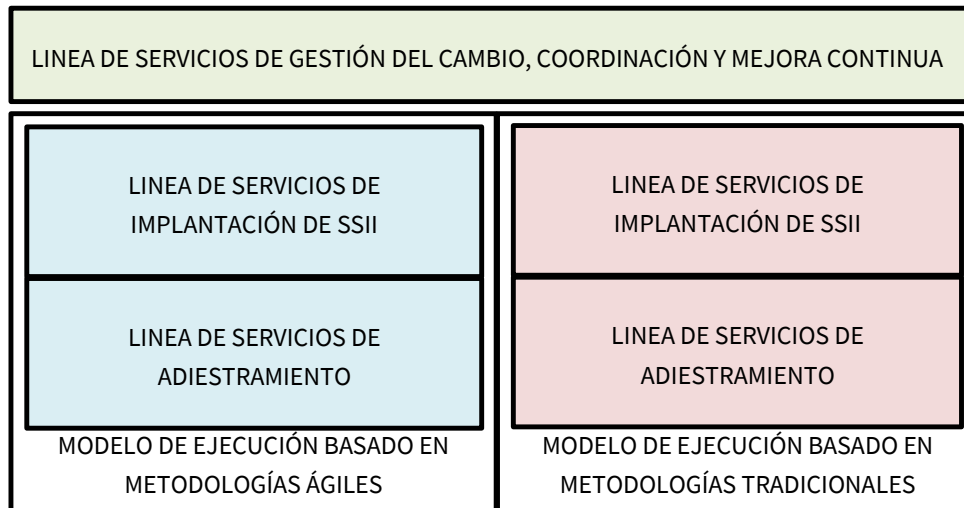 LINEA DE SERVICIOS DE GESTIÓN DEL CAMBIO, COORDINACIÓN Y MEJORA CONTINUA
LINEA DE SERVICIOS DE
IMPLANTACIÓN DE SSII
LINEA DE SERVICIOS DE
ADIESTRAMIENTO
MODELO DE EJECUCIÓN BASADO EN
METODOLOGÍAS ÁGILES
LINEA DE SERVICIOS DE
IMPLANTACIÓN DE SSII
LINEA DE SERVICIOS DE
ADIESTRAMIENTO
MODELO DE EJECUCIÓN BASADO EN
METODOLOGÍAS TRADICIONALES